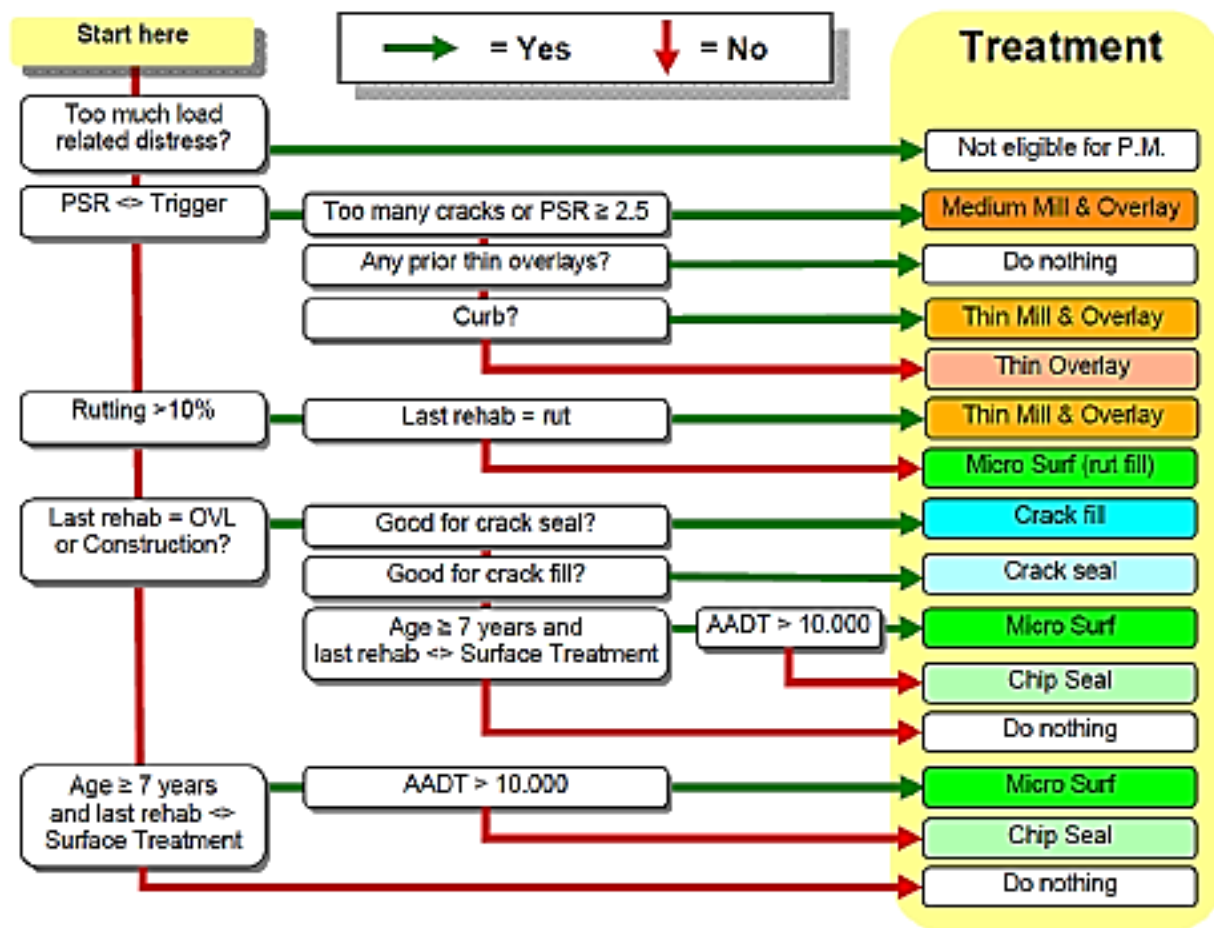 Start here
= Yes
= No
Treatment
Too much load
related distress?
Not eligible for P.M.
PSR <> Trigger
Too many cracks or PSR ≥ 2.5
Medium Mill & Overlay
Any prior thin overlays?
Do nothing
Curb?
Thin Mill & Overlay
Thin Overlay
Rutting >10%
Last rehab = rut
Thin Mill & Overlay
Micro Surf (rut fill)
Last rehab = OVL
or Construction?
Good for crack seal?
Crack fill
Good for crack fill?
Crack seal
Age ≥ 7 years and
last rehab <> Surface Treatment
AADT > 10.000
Micro Surf
Chip Seal
Do nothing
Age ≥ 7 years
and last rehab <>
Surface Treatment
AADT > 10.000
Micro Surf
Chip Seal
Do nothing